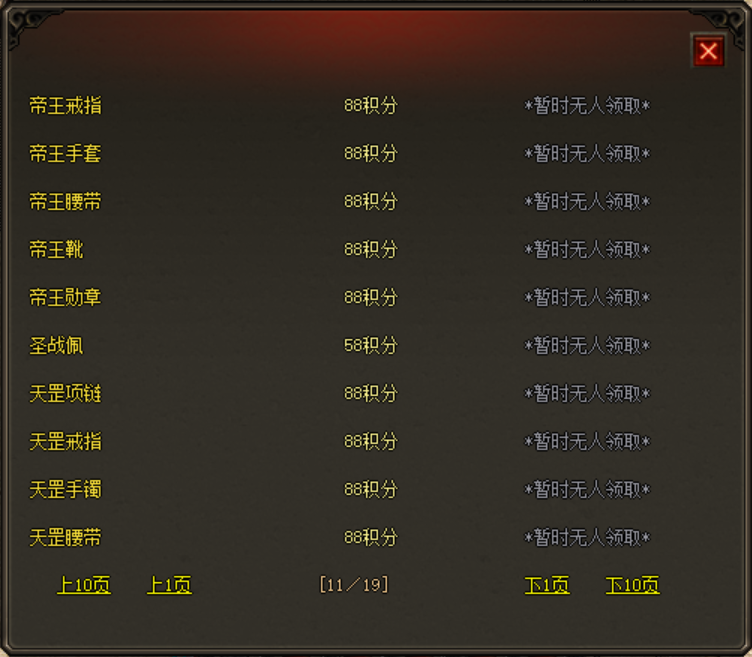 帝王戒指 88积分 *暂时无人领取*
帝王手套 88积分 *暂时无人领取*
帝王腰带 88积分 *暂时无人领取*
帝王靴 88积分 *暂时无人领取*
帝王勋章 88积分 *暂时无人领取*
圣战佩 58积分 *暂时无人领取*
天罡项链 88积分 *暂时无人领取*
天罡戒指 88积分 *暂时无人领取*
天罡手镯 88积分 *暂时无人领取*
天罡腰带 88积分 *暂时无人领取*
上10页 上1页 [11／19] 下1页 下10页